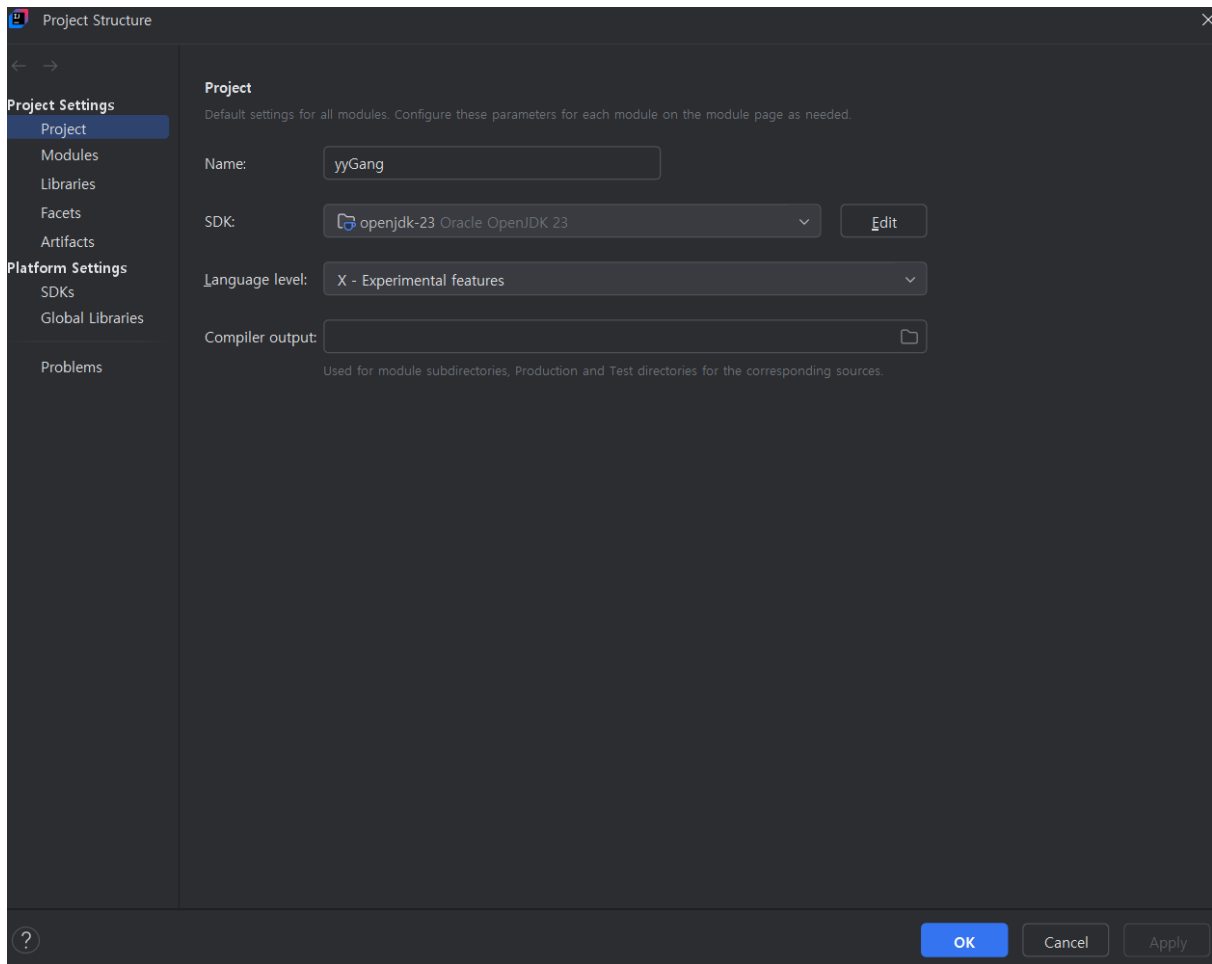 Project Structure
Project Settings
Project
Modules
Libraries
Facets
Artifacts
Platform Settings
SDKs
Global Libraries
Problems
Project
Default settings for all modules. Configure these parameters for each module on the module page as needed.
Name: yyGang
SDK: openjdk-23 Oracle OpenJDK 23 Edit
Language level: X - Experimental features
Compiler output:
Used for module subdirectories, Production and Test directories for the corresponding sources.
? OK Cancel Apply